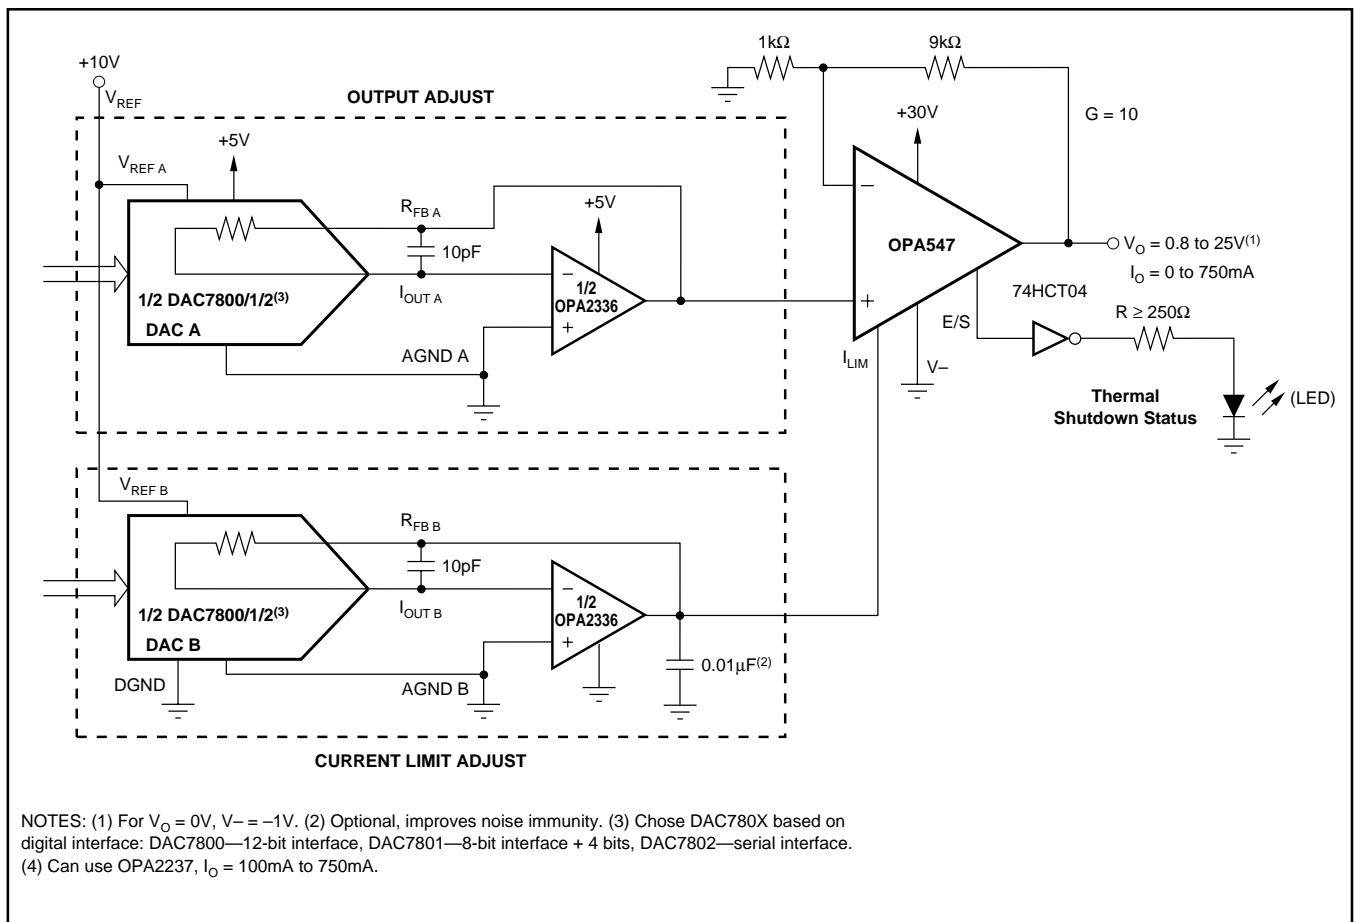 +10V
V_REF
OUTPUT ADJUST
V_REF A
+5V
R_FB A
10pF
+5V
I_OUT A
1/2 DAC7800/1/2(3)
DAC A
−
1/2
OPA2336
+
AGND A
1kΩ
9kΩ
+30V
G = 10
−
OPA547
+
V_O = 0.8 to 25V(1)
I_O = 0 to 750mA
74HCT04
E/S
R ≥ 250Ω
I_LIM
V–
Thermal
Shutdown Status
(LED)
V_REF B
R_FB B
10pF
I_OUT B
1/2 DAC7800/1/2(3)
DAC B
−
1/2
OPA2336
+
DGND
AGND B
0.01µF(2)
CURRENT LIMIT ADJUST
NOTES: (1) For V_O = 0V, V– = –1V. (2) Optional, improves noise immunity. (3) Chose DAC780X based on
digital interface: DAC7800—12-bit interface, DAC7801—8-bit interface + 4 bits, DAC7802—serial interface.
(4) Can use OPA2237, I_O = 100mA to 750mA.